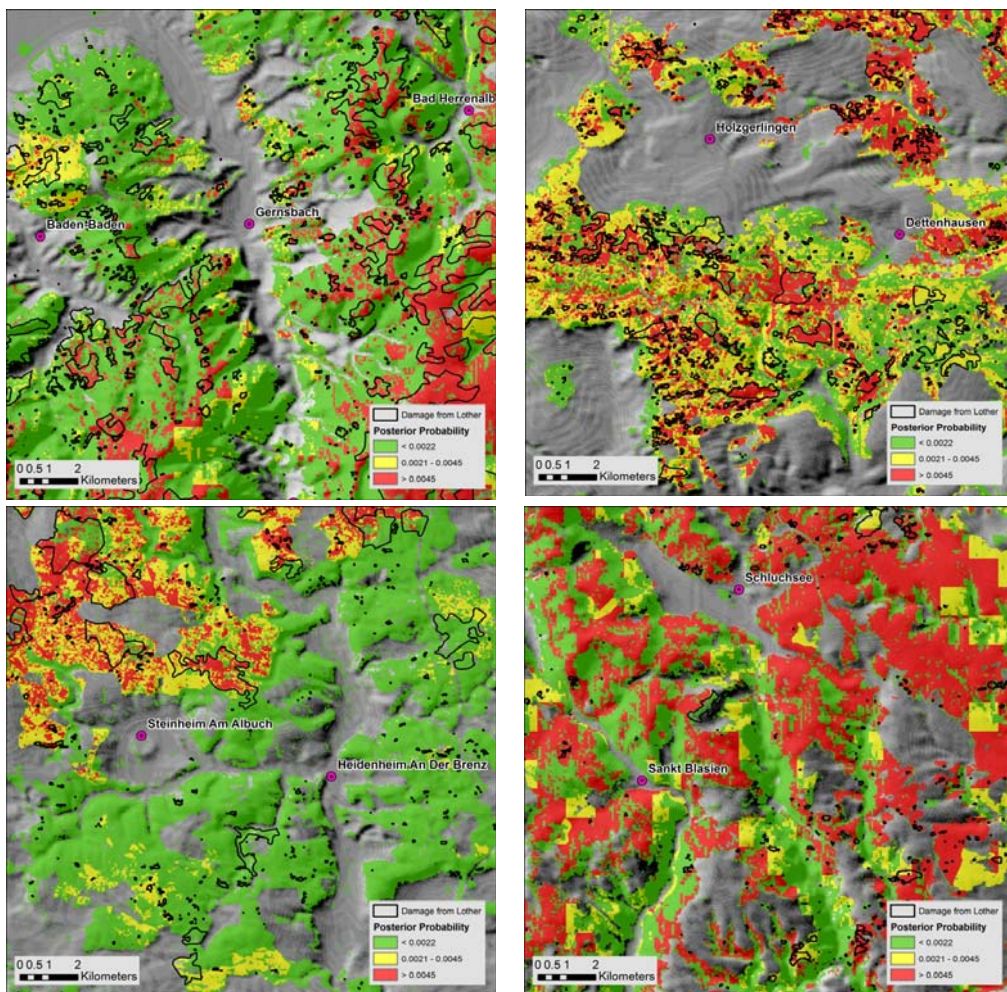 Bad Herrenalb
Gernsbach
Baden-Baden
Damage from Lother
Posterior Probability
< 0.0022
0.0021 - 0.0045
> 0.0045
0 0.5 1 2
Kilometers
Holzgerlingen
Dettenhausen
Damage from Lother
Posterior Probability
< 0.0022
0.0021 - 0.0045
> 0.0045
0 0.5 1 2
Kilometers
Steinheim Am Albuch
Heidenheim An Der Brenz
Damage from Lother
Posterior Probability
< 0.0022
0.0021 - 0.0045
> 0.0045
0 0.5 1 2
Kilometers
Schluchsee
Sankt Blasien
Damage from Lother
Posterior Probability
< 0.0022
0.0021 - 0.0045
> 0.0045
0 0.5 1 2
Kilometers